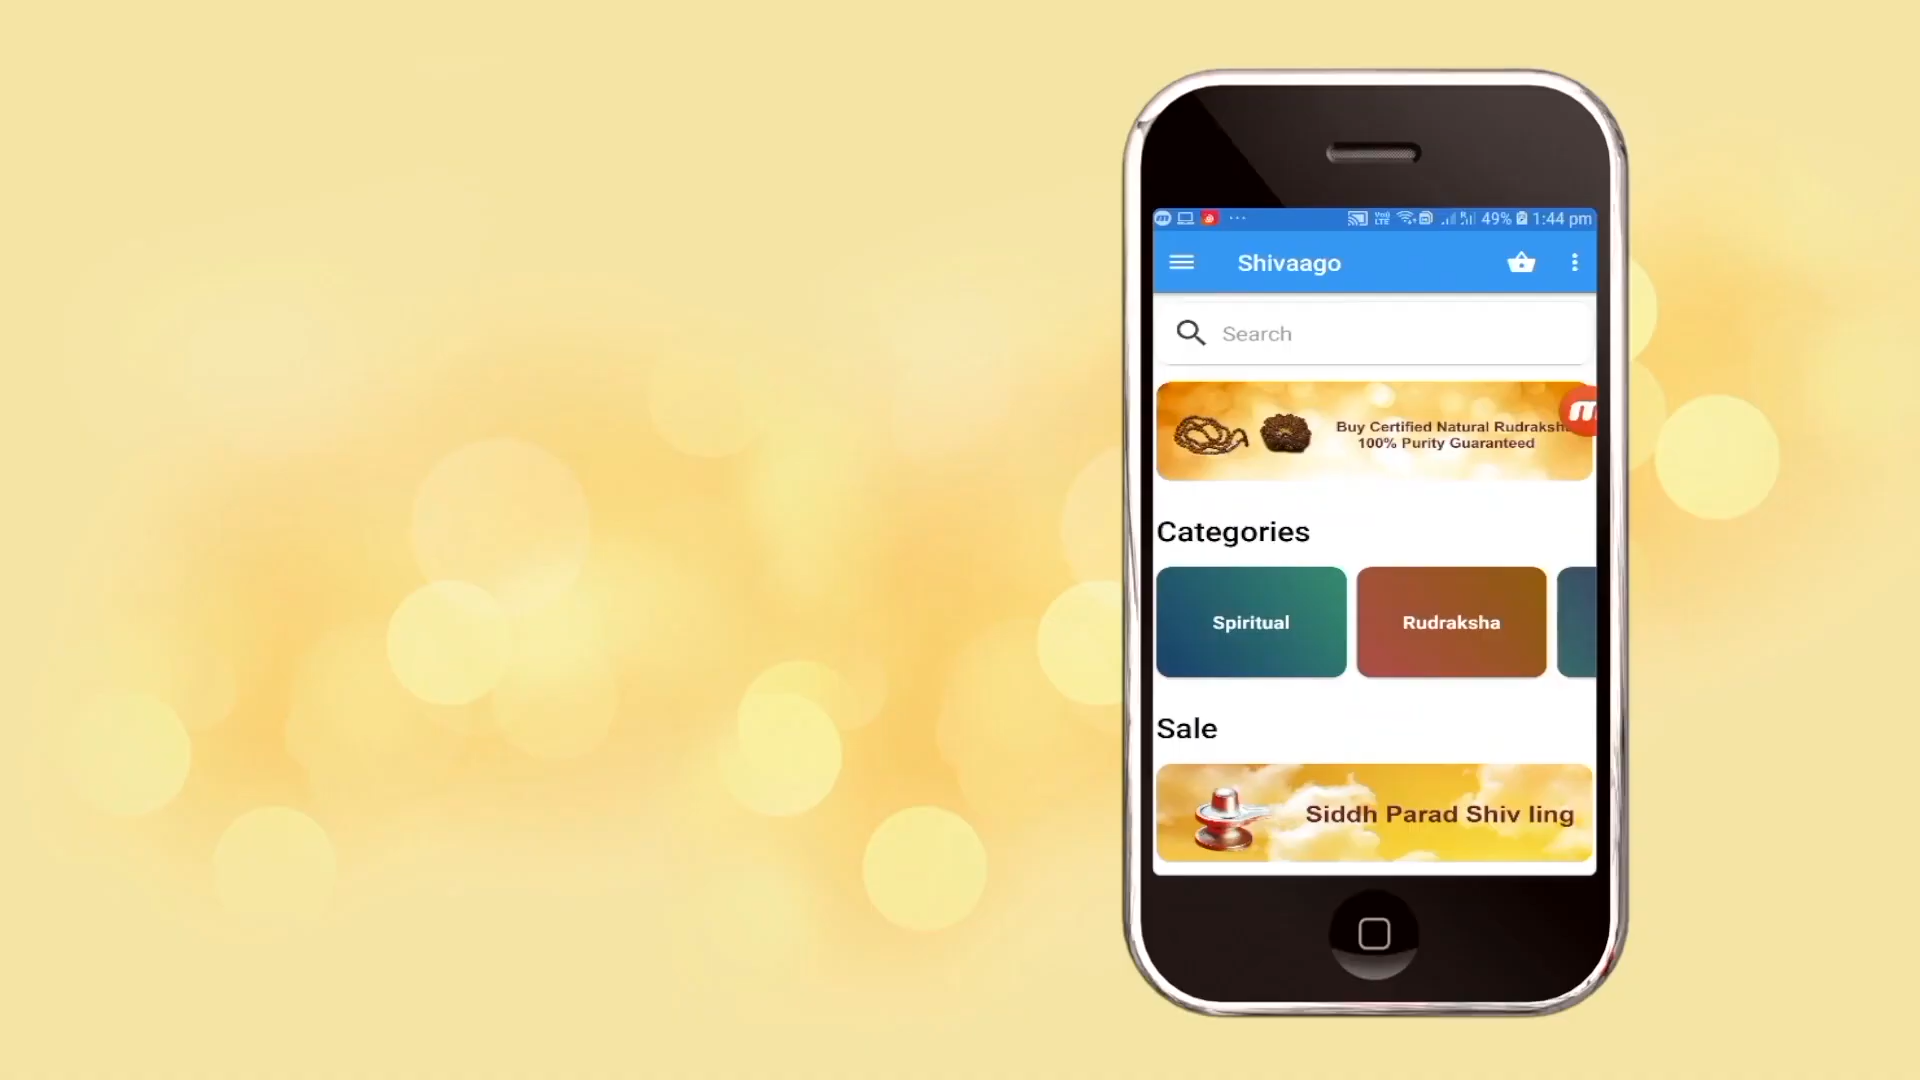 49% 1:44 pm
Shivaago
Search
Buy Certified Natural
100% Purity Guaranteed
Categories
Spiritual
Rudraksha
Sale
Siddh Parad Shiv ling